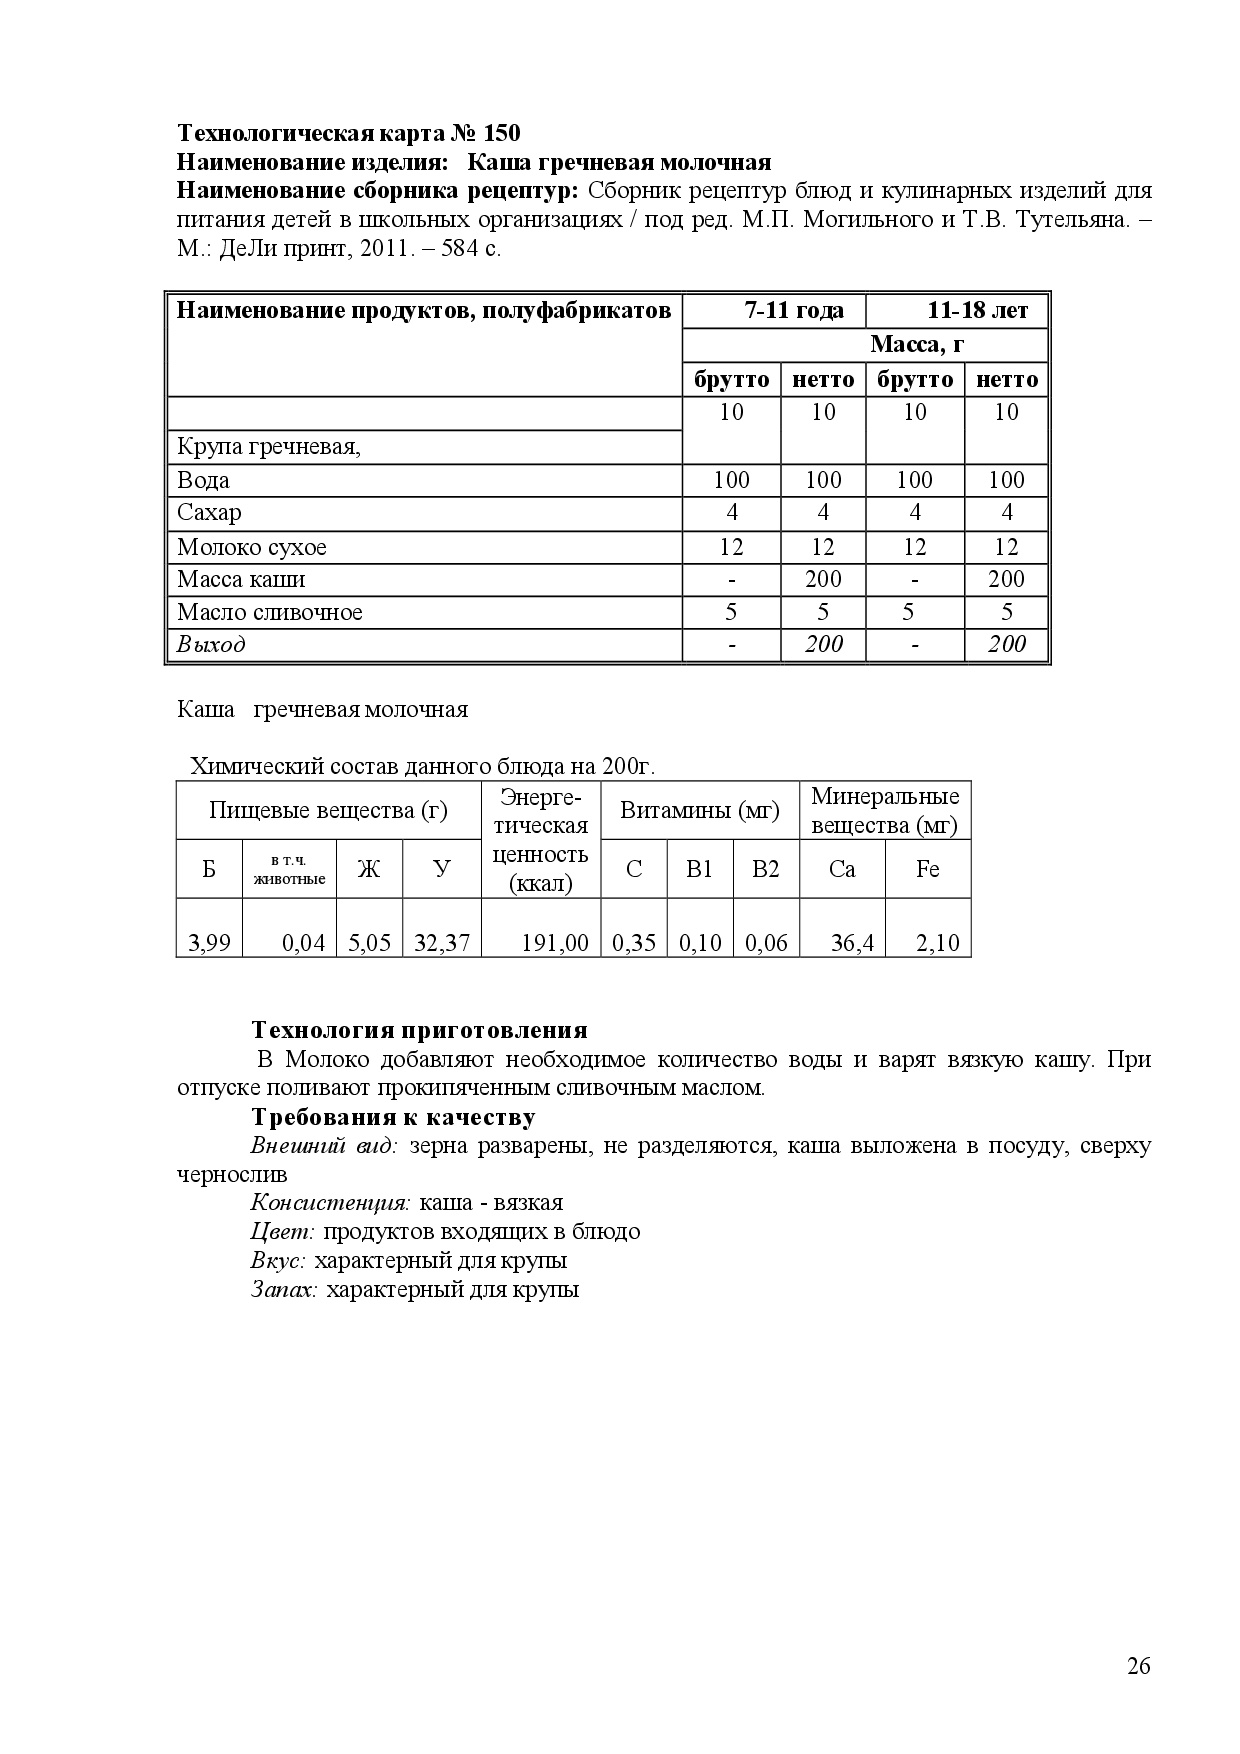 Технологическая карта № 150
Наименование изделия: Каша гречневая молочная
Наименование сборника рецептур: Сборник рецептур блюд и кулинарных изделий для
питания детей в школьных организациях / под ред. М.П. Могильного и Т.В. Тутельяна. –
М.: ДеЛи принт, 2011. – 584 с.
Наименование продуктов, полуфабрикатов 7-11 года 11-18 лет
Масса, г
брутто нетто брутто нетто
10 10 10 10
Крупа гречневая,
Вода 100 100 100 100
Сахар 4 4 4 4
Молоко сухое 12 12 12 12
Масса каши - 200 - 200
Масло сливочное 5 5 5 5
Выход - 200 - 200
Каша гречневая молочная
Химический состав данного блюда на 200г.
Пищевые вещества (г) Энерге-
тическая
ценность
(ккал) Витамины (мг) Минеральные
вещества (мг)
Б в т.ч.
животные Ж У С В1 В2 Са Fe
3,99 0,04 5,05 32,37 191,00 0,35 0,10 0,06 36,4 2,10
Технология приготовления
В Молоко добавляют необходимое количество воды и варят вязкую кашу. При
отпуске поливают прокипяченным сливочным маслом.
Требования к качеству
Внешний вид: зерна разварены, не разделяются, каша выложена в посуду, сверху
чернослив
Консистенция: каша - вязкая
Цвет: продуктов входящих в блюдо
Вкус: характерный для крупы
Запах: характерный для крупы
26